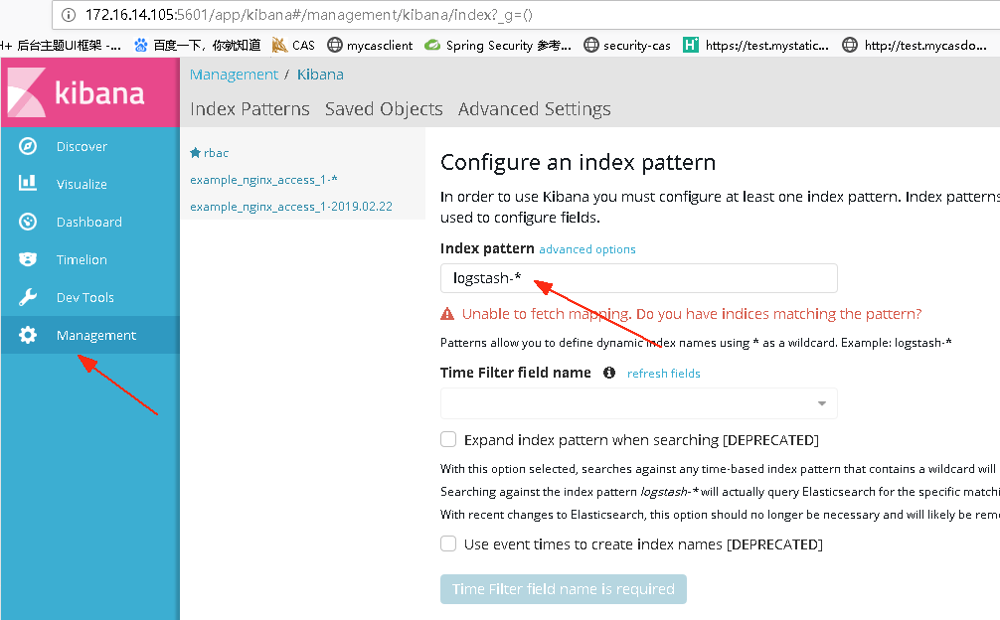 172.16.14.105:5601/app/kibana#/management/kibana/index?_g=()
H+ 后台主题UI框架 -... 百度一下，你就知道 CAS mycasclient Spring Security 参考... security-cas https://test.mystatic... http://test.mycasdo...
kibana
Discover
Visualize
Dashboard
Timelion
Dev Tools
Management
Management / Kibana
Index Patterns Saved Objects Advanced Settings
rbac
example_nginx_access_1-*
example_nginx_access_1-2019.02.22
Configure an index pattern
In order to use Kibana you must configure at least one index pattern. Index patterns
used to configure fields.
Index pattern advanced options
logstash-*
Unable to fetch mapping. Do you have indices matching the pattern?
Patterns allow you to define dynamic index names using * as a wildcard. Example: logstash-*
Time Filter field name refresh fields
Expand index pattern when searching [DEPRECATED]
With this option selected, searches against any time-based index pattern that contains a wildcard will
Searching against the index pattern logstash-* will actually query Elasticsearch for the specific matchi
With recent changes to Elasticsearch, this option should no longer be necessary and will likely be remo
Use event times to create index names [DEPRECATED]
Time Filter field name is required